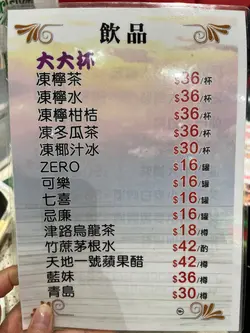 飲品
大大杯
凍檸茶 $36/杯
凍檸水 $36/杯
凍檸柑桔 $36/杯
凍冬瓜茶 $36/杯
凍椰汁冰 $30/杯
ZERO $16/罐
可樂 $16/罐
七喜 $16/罐
忌廉 $16/罐
津路烏龍茶 $18/樽
竹蔗茅根水 $42/酌
天地一號蘋果醋 $42/樽
藍妹 $36/樽
青島 $30/樽